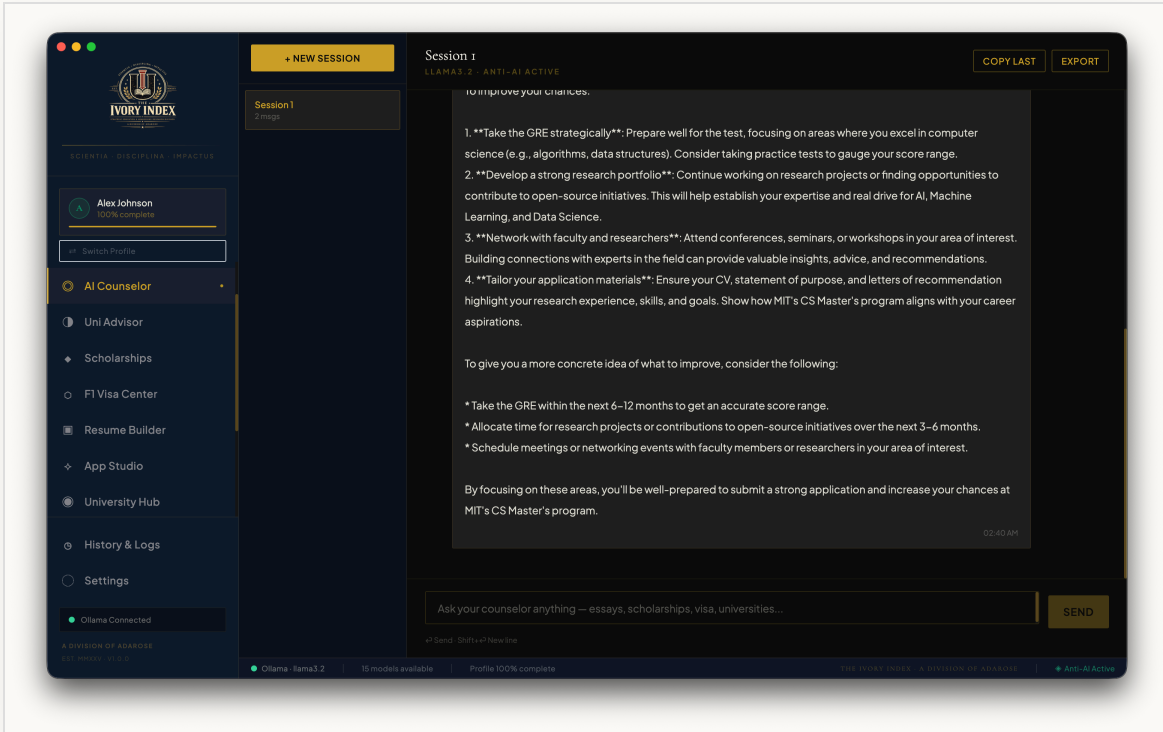 THE
IVORY INDEX
SCIENTIA · DISCIPLINA · IMPACTUS
A
Alex Johnson
100% complete
⇌ Switch Profile
AI Counselor
Uni Advisor
Scholarships
F1 Visa Center
Resume Builder
App Studio
University Hub
History & Logs
Settings
Ollama Connected
A DIVISION OF ADAROSE
EST. MMXXV · V1.0.0
+ NEW SESSION
Session 1
2 msgs
Session 1
LLAMA3.2 · ANTI-AI ACTIVE
COPY LAST
EXPORT
To improve your chances:
1. **Take the GRE strategically**: Prepare well for the test, focusing on areas where you excel in computer
science (e.g., algorithms, data structures). Consider taking practice tests to gauge your score range.
2. **Develop a strong research portfolio**: Continue working on research projects or finding opportunities to
contribute to open-source initiatives. This will help establish your expertise and real drive for AI, Machine
Learning, and Data Science.
3. **Network with faculty and researchers**: Attend conferences, seminars, or workshops in your area of interest.
Building connections with experts in the field can provide valuable insights, advice, and recommendations.
4. **Tailor your application materials**: Ensure your CV, statement of purpose, and letters of recommendation
highlight your research experience, skills, and goals. Show how MIT's CS Master's program aligns with your career
aspirations.
To give you a more concrete idea of what to improve, consider the following:
* Take the GRE within the next 6–12 months to get an accurate score range.
* Allocate time for research projects or contributions to open-source initiatives over the next 3–6 months.
* Schedule meetings or networking events with faculty members or researchers in your area of interest.
By focusing on these areas, you'll be well-prepared to submit a strong application and increase your chances at
MIT's CS Master's program.
02:40 AM
Ask your counselor anything — essays, scholarships, visa, universities...
SEND
⏎ Send · Shift+⏎ New line
Ollama · llama3.2
15 models available
Profile 100% complete
THE IVORY INDEX · A DIVISION OF ADAROSE
◈ Anti-AI Active